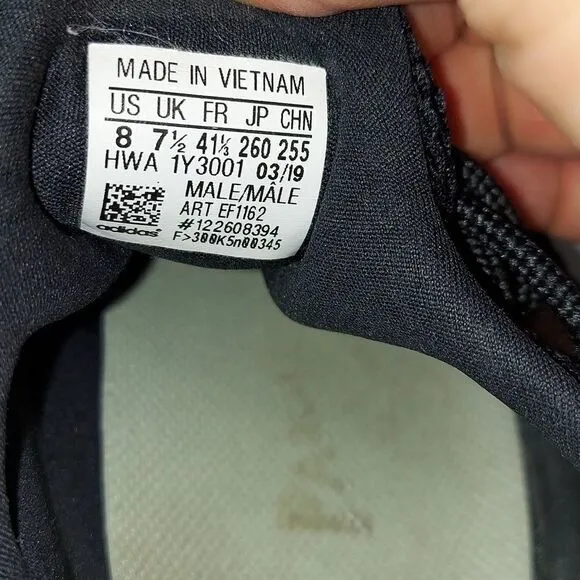 MADE IN VIETNAM
US UK FR JP CHN
8 7½ 41⅓ 260 255
HWA 1Y3001 03/19
MALE/MÂLE
ART EF1162
#122608394
adidas F>300K5n00345